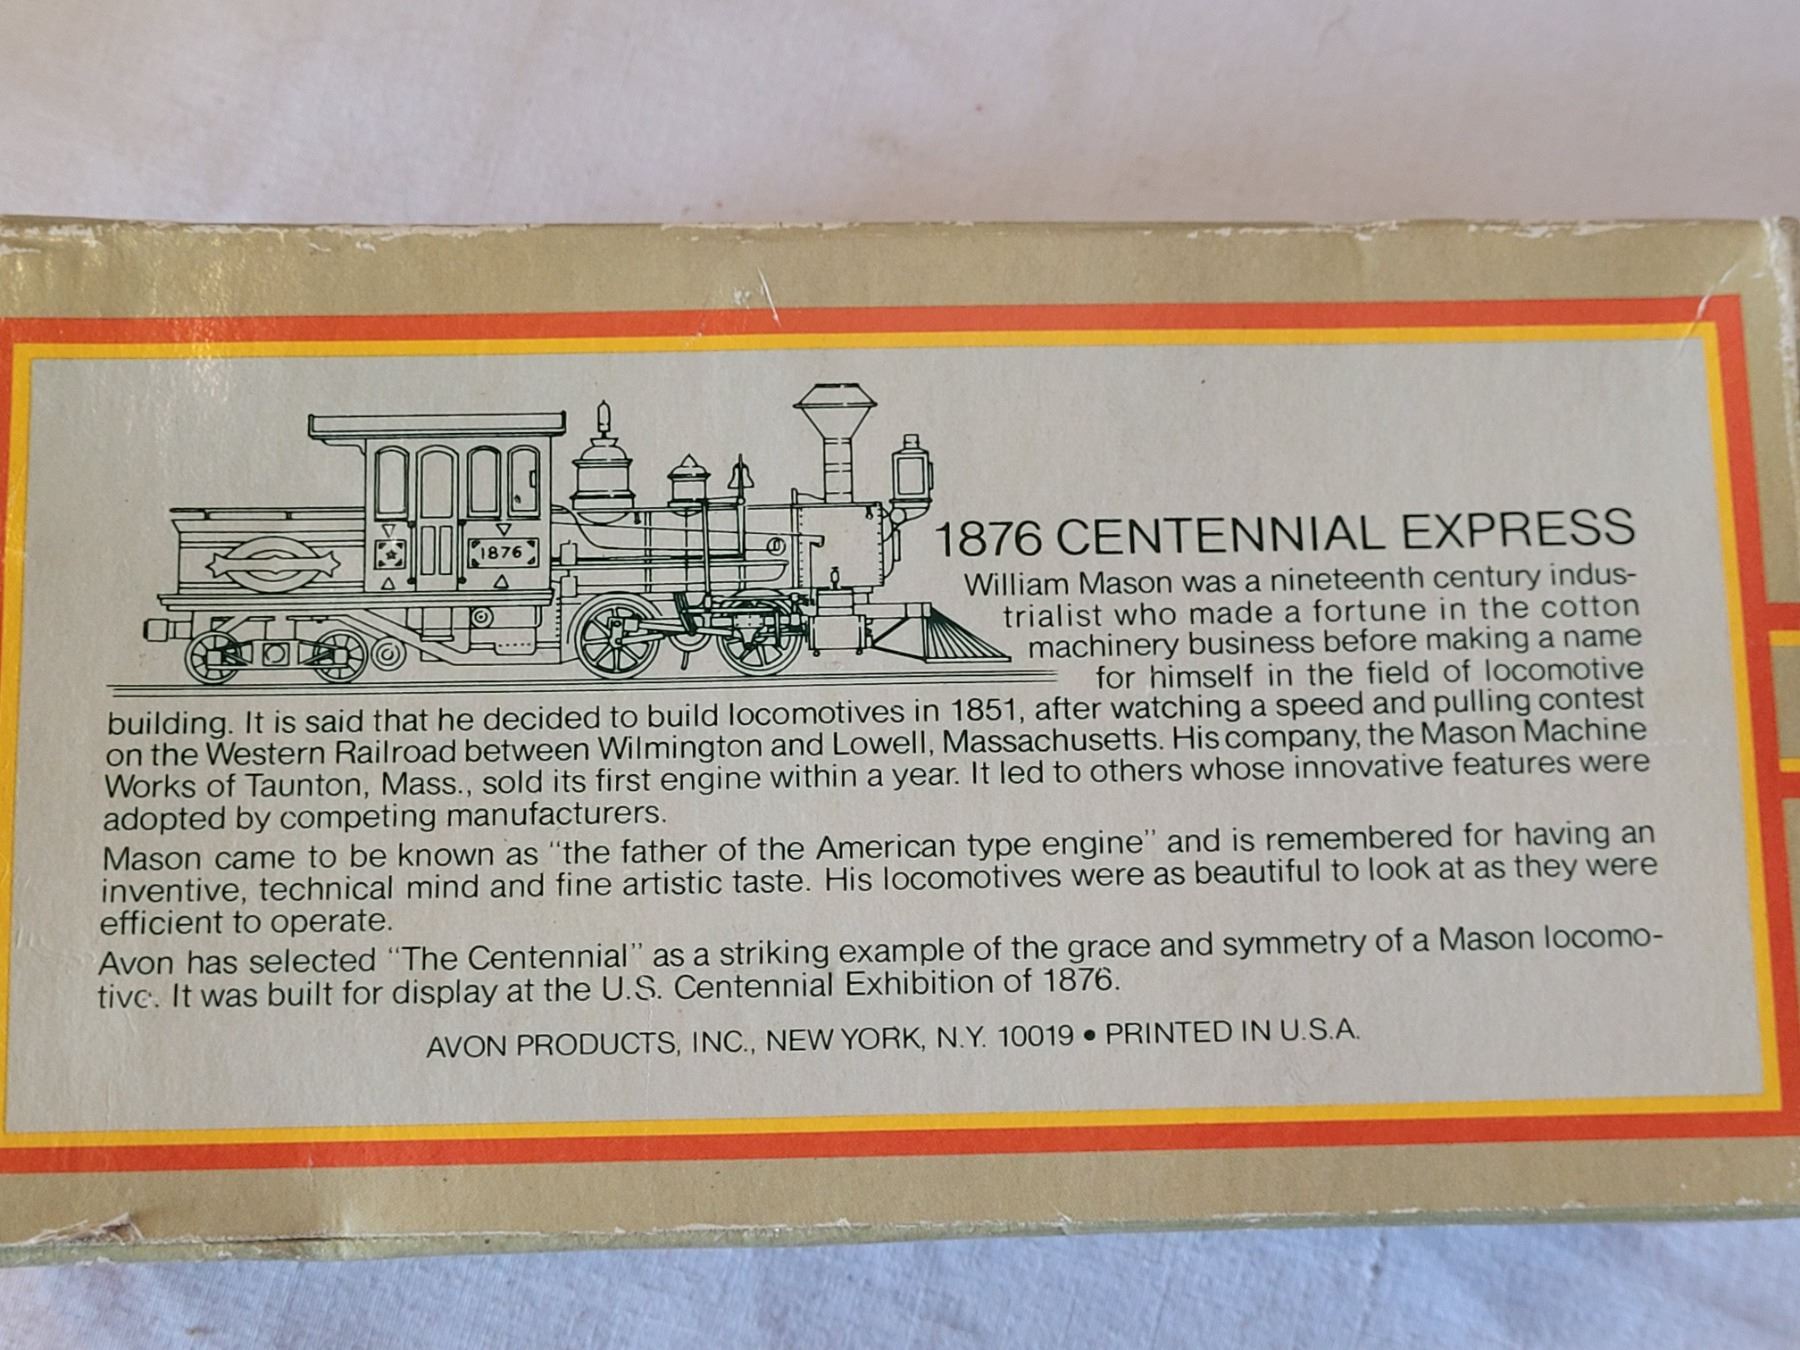 1876
1876 CENTENNIAL EXPRESS
William Mason was a nineteenth century indus-
trialist who made a fortune in the cotton
machinery business before making a name
for himself in the field of locomotive
building. It is said that he decided to build locomotives in 1851, after watching a speed and pulling contest
on the Western Railroad between Wilmington and Lowell, Massachusetts. His company, the Mason Machine
Works of Taunton, Mass., sold its first engine within a year. It led to others whose innovative features were
adopted by competing manufacturers.
Mason came to be known as "the father of the American type engine" and is remembered for having an
inventive, technical mind and fine artistic taste. His locomotives were as beautiful to look at as they were
efficient to operate.
Avon has selected "The Centennial" as a striking example of the grace and symmetry of a Mason locomo-
tive. It was built for display at the U.S. Centennial Exhibition of 1876.
AVON PRODUCTS, INC., NEW YORK, N.Y. 10019 • PRINTED IN U.S.A.